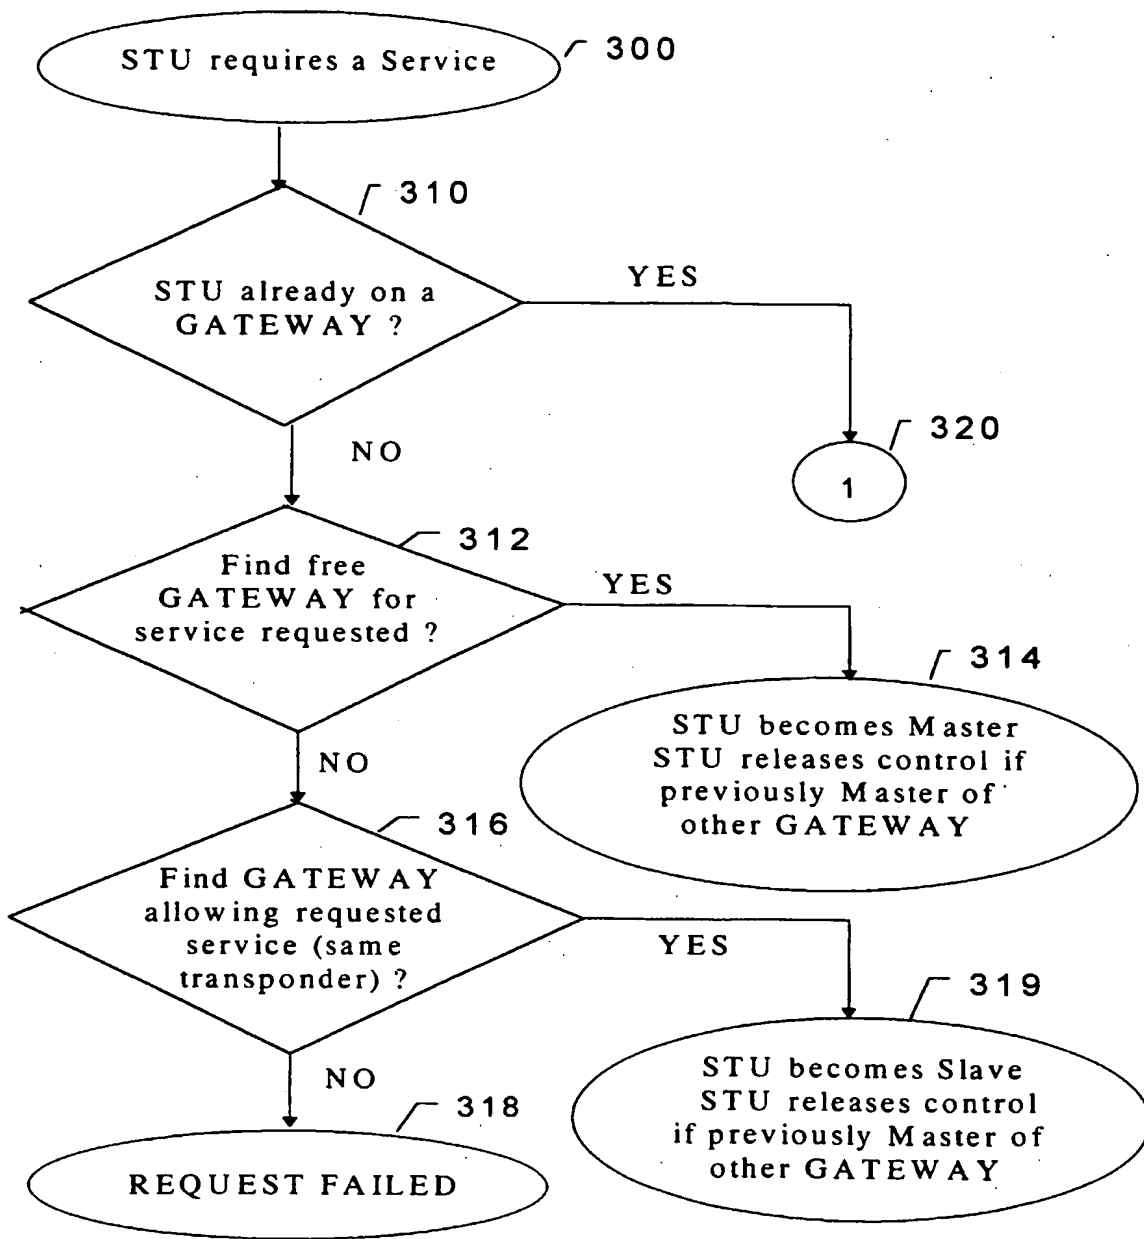 STU requires a Service
300
310
STU already on a
GATEWAY ?
YES
NO
320
1
312
Find free
GATEWAY for
service requested ?
YES
NO
314
STU becomes Master
STU releases control if
previously Master of
other GATEWAY
316
Find GATEWAY
allowing requested
service (same
transponder) ?
YES
NO
319
STU becomes Slave
STU releases control
if previously Master of
other GATEWAY
318
REQUEST FAILED